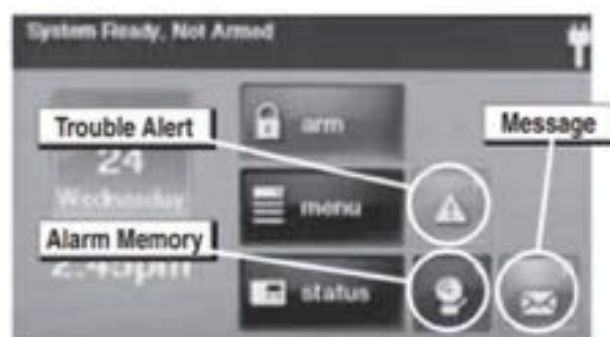 System Ready, Not Armed
arm
Trouble Alert
Message
24
Wednesday
menu
Alarm Memory
2:45pm
status